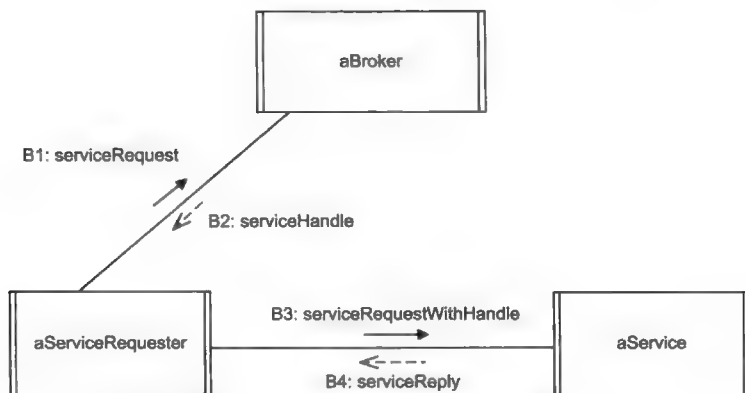 aBroker
B1: serviceRequest
B2: serviceHandle
B3: serviceRequestWithHandle
aServiceRequester
aService
B4: serviceReply